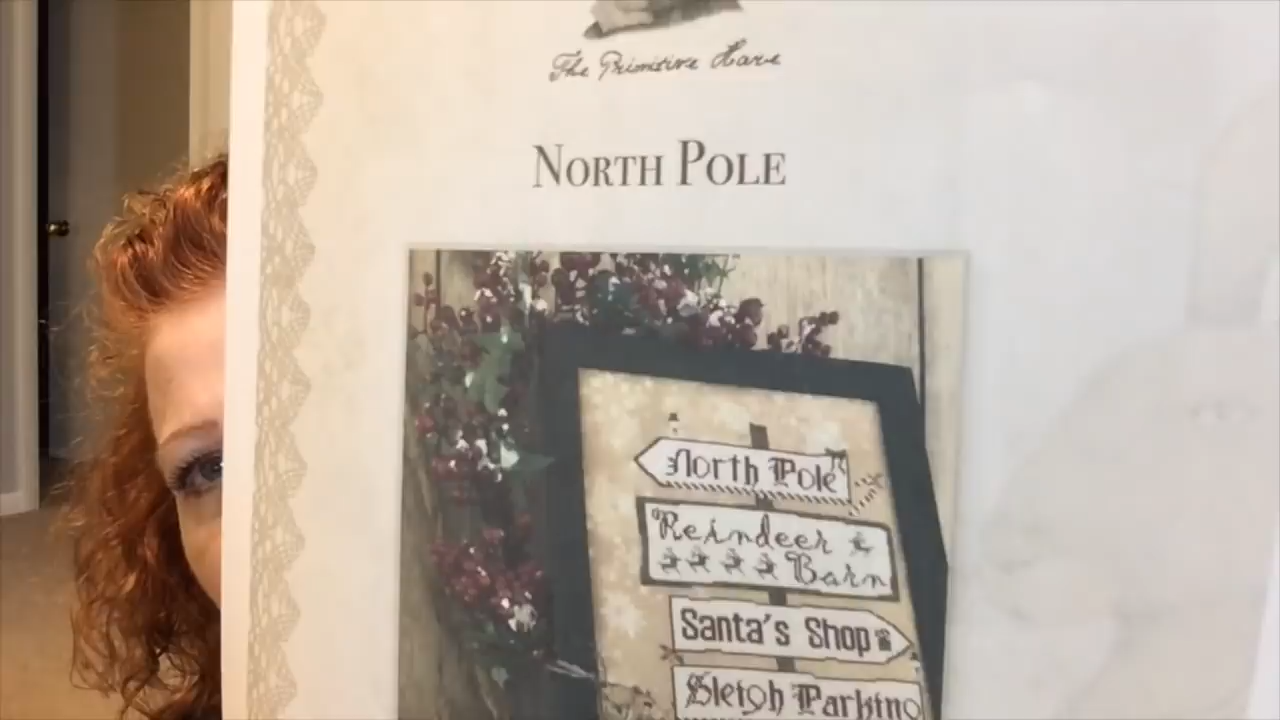 The Primitive Hare
NORTH POLE
North Pole
Reindeer
Barn
Santa's Shop
Sleigh Parking